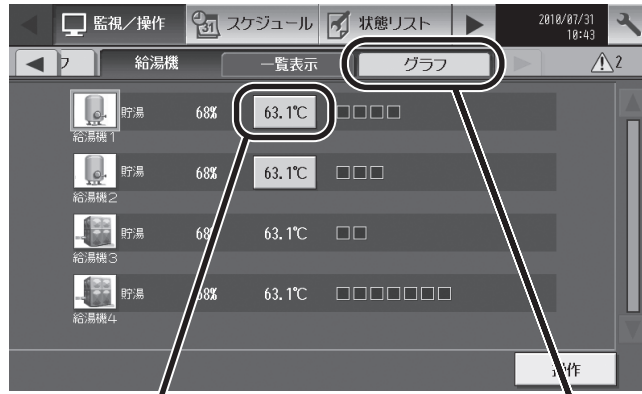 監視／操作 31 スケジュール 状態リスト 2010/07/31 10:43
給湯機 一覧表示 グラフ 2
貯湯 68% 63.1℃ □□□□
給湯機1
貯湯 68% 63.1℃ □□□
給湯機2
貯湯 63.1℃ □□
給湯機3
貯湯 63.1℃ □□□□□□□
給湯機4